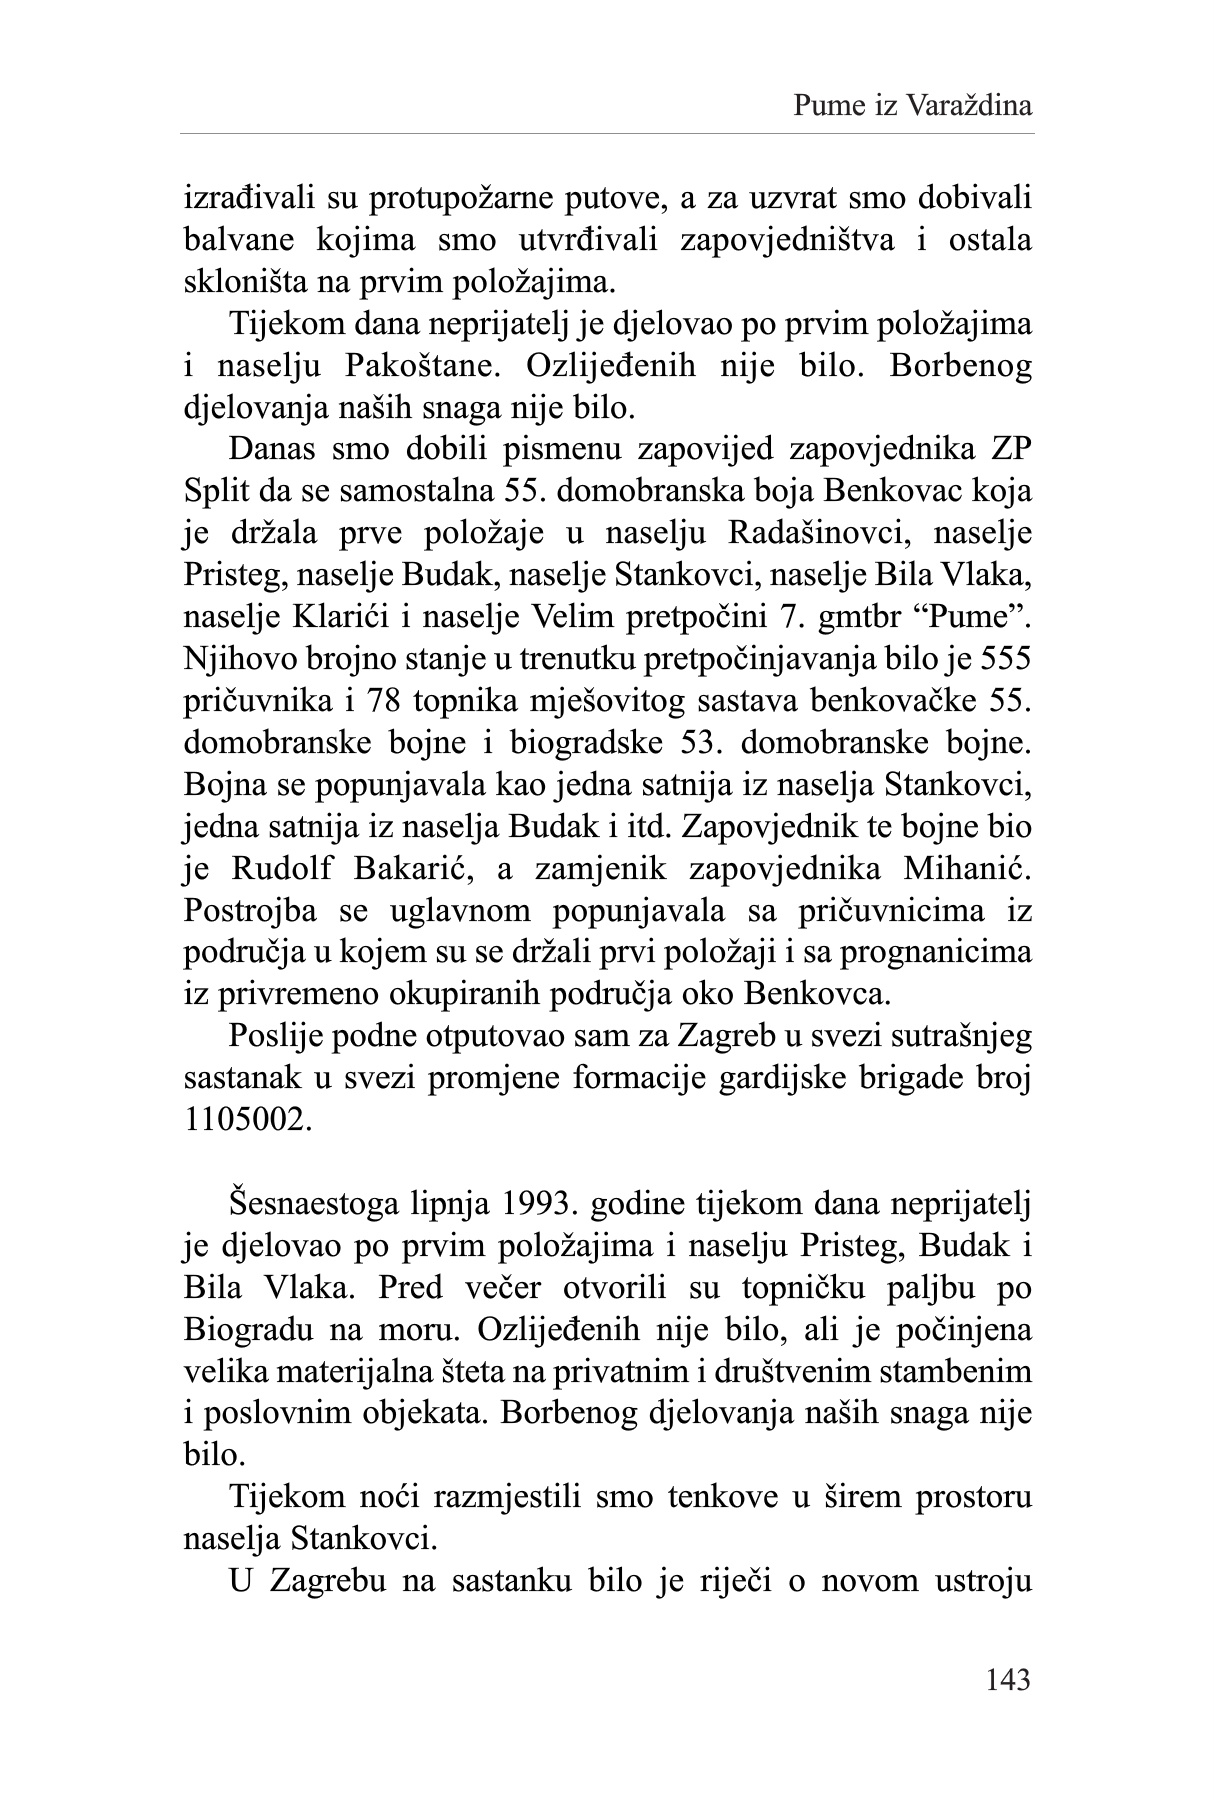 Pume iz Varaždina
izrađivali su protupožarne putove, a za uzvrat smo dobivali
balvane kojima smo utvrđivali zapovjedništva i ostala
skloništa na prvim položajima.
Tijekom dana neprijatelj je djelovao po prvim položajima
i naselju Pakoštane. Ozlijeđenih nije bilo. Borbenog
djelovanja naših snaga nije bilo.
Danas smo dobili pismenu zapovijed zapovjednika ZP
Split da se samostalna 55. domobranska boja Benkovac koja
je držala prve položaje u naselju Radašinovci, naselje
Pristeg, naselje Budak, naselje Stankovci, naselje Bila Vlaka,
naselje Klarići i naselje Velim pretpočini 7. gmtbr “Pume”.
Njihovo brojno stanje u trenutku pretpočinjavanja bilo je 555
pričuvnika i 78 topnika mješovitog sastava benkovačke 55.
domobranske bojne i biogradske 53. domobranske bojne.
Bojna se popunjavala kao jedna satnija iz naselja Stankovci,
jedna satnija iz naselja Budak i itd. Zapovjednik te bojne bio
je Rudolf Bakarić, a zamjenik zapovjednika Mihanić.
Postrojba se uglavnom popunjavala sa pričuvnicima iz
područja u kojem su se držali prvi položaji i sa prognanicima
iz privremeno okupiranih područja oko Benkovca.
Poslije podne otputovao sam za Zagreb u svezi sutrašnjeg
sastanak u svezi promjene formacije gardijske brigade broj
1105002.
Šesnaestoga lipnja 1993. godine tijekom dana neprijatelj
je djelovao po prvim položajima i naselju Pristeg, Budak i
Bila Vlaka. Pred večer otvorili su topničku paljbu po
Biogradu na moru. Ozlijeđenih nije bilo, ali je počinjena
velika materijalna šteta na privatnim i društvenim stambenim
i poslovnim objekata. Borbenog djelovanja naših snaga nije
bilo.
Tijekom noći razmjestili smo tenkove u širem prostoru
naselja Stankovci.
U Zagrebu na sastanku bilo je riječi o novom ustroju
143